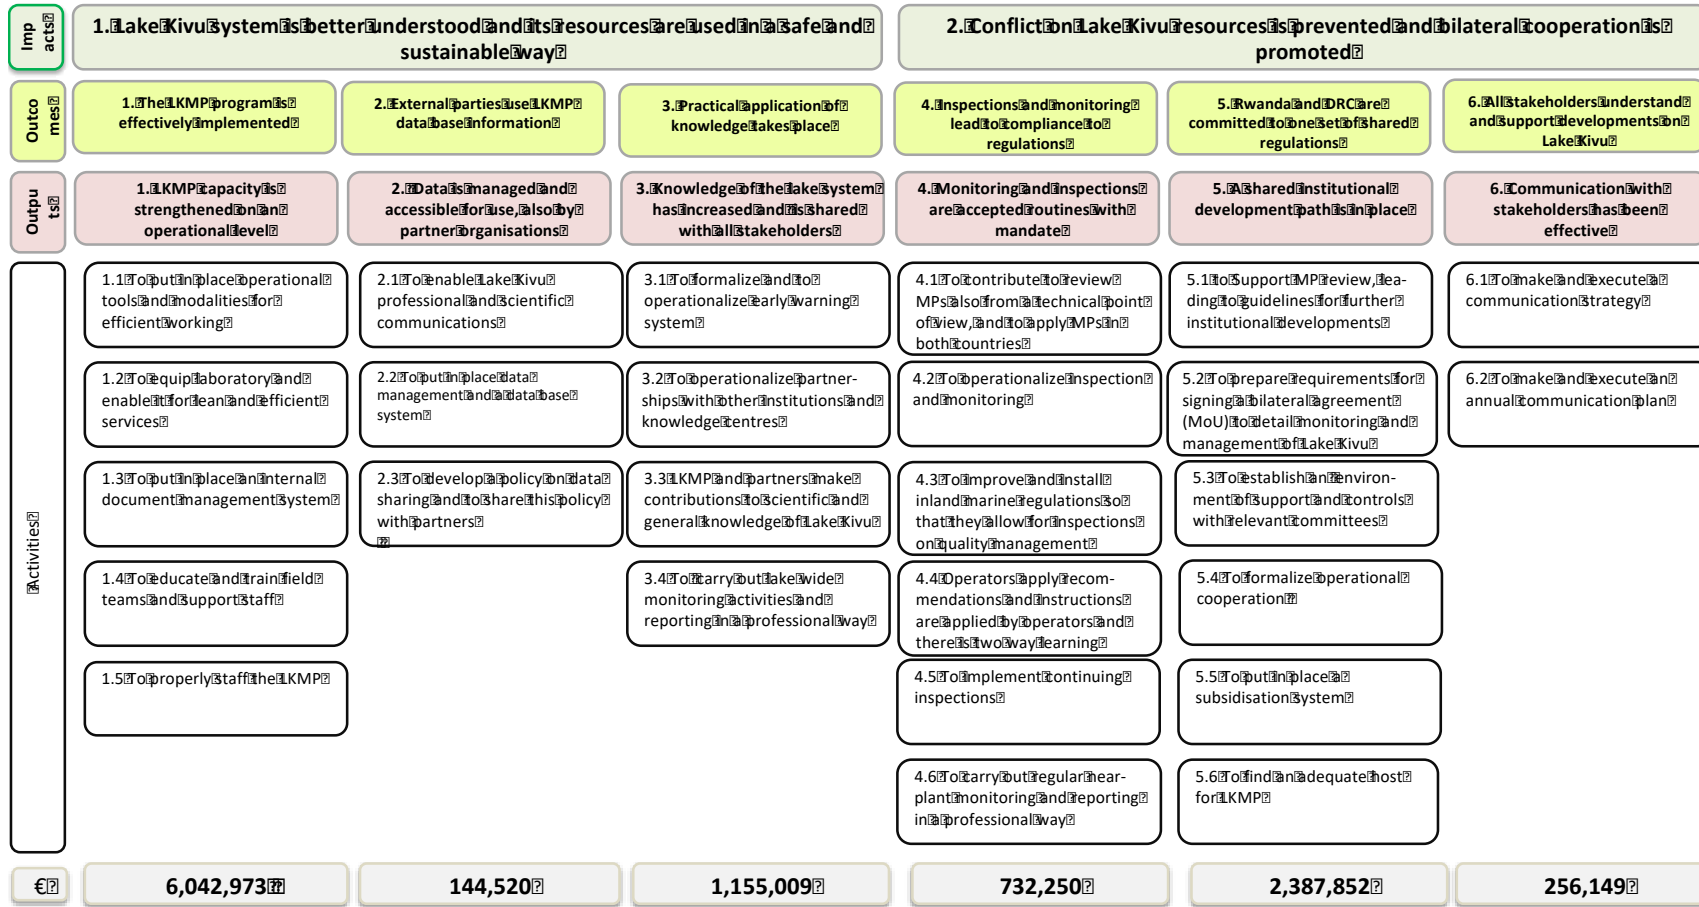 Imp
acts
1. Lake Kivu system is better understood and its resources are used in a safe and
sustainable way
2. Conflict on Lake Kivu resources is prevented and bilateral cooperation is
promoted
Outco
mes
1. The LKMP program is
effectively implemented
2. External parties use LKMP
data base information
3. Practical application of
knowledge takes place
4. Inspections and monitoring
lead to compliance to
regulations
5. Rwanda and DRC are
committed to one set of shared
regulations
6. All stakeholders understand
and support developments on
Lake Kivu
Outpu
ts
1. LKMP capacity is
strengthened on an
operational level
2. Data is managed and
accessible for use, also by
partner organisations
3. Knowledge of the lake system
has increased and is shared
with all stakeholders
4. Monitoring and inspections
are accepted routines with
mandate
5. A shared institutional
development path is in place
6. Communication with
stakeholders has been
effective
Activities
1.1 To put in place operational
tools and modalities for
efficient working
1.2 To equip laboratory and
enable it for lean and efficient
services
1.3 To put in place an internal
document management system
1.4 To educate and train field
teams and support staff
1.5 To properly staff the LKMP
2.1 To enable Lake Kivu
professional and scientific
communications
2.2 To put in place data
management and a data base
system
2.3 To develop a policy on data
sharing and to share this policy
with partners
3.1 To formalize and to
operationalize early warning
system
3.2 To operationalize partner-
ships with other institutions and
knowledge centres
3.3 LKMP and partners make
contributions to scientific and
general knowledge of Lake Kivu
3.4 To carry out lake wide
monitoring activities and
reporting in a professional way
4.1 To contribute to review
MPs also from a technical point
of view, and to apply MPs in
both countries
4.2 To operationalize inspection
and monitoring
4.3 To improve and install
inland marine regulations so
that they allow for inspections
on quality management
4.4 Operators apply recom-
mendations and instructions
are applied by operators and
there is two way learning
4.5 To implement continuing
inspections
4.6 To carry out regular near-
plant monitoring and reporting
in a professional way
5.1 to Support MP review, lea-
ding to guidelines for further
institutional developments
5.2 To prepare requirements for
signing a bilateral agreement
(MoU) to detail monitoring and
management of Lake Kivu
5.3 To establish an environ-
ment of support and controls
with relevant committees
5.4 To formalize operational
cooperation
5.5 To put in place a
subsidisation system
5.6 To find an adequate host
for LKMP
6.1 To make and execute a
communication strategy
6.2 To make and execute an
annual communication plan
€
6,042,973
144,520
1,155,009
732,250
2,387,852
256,149